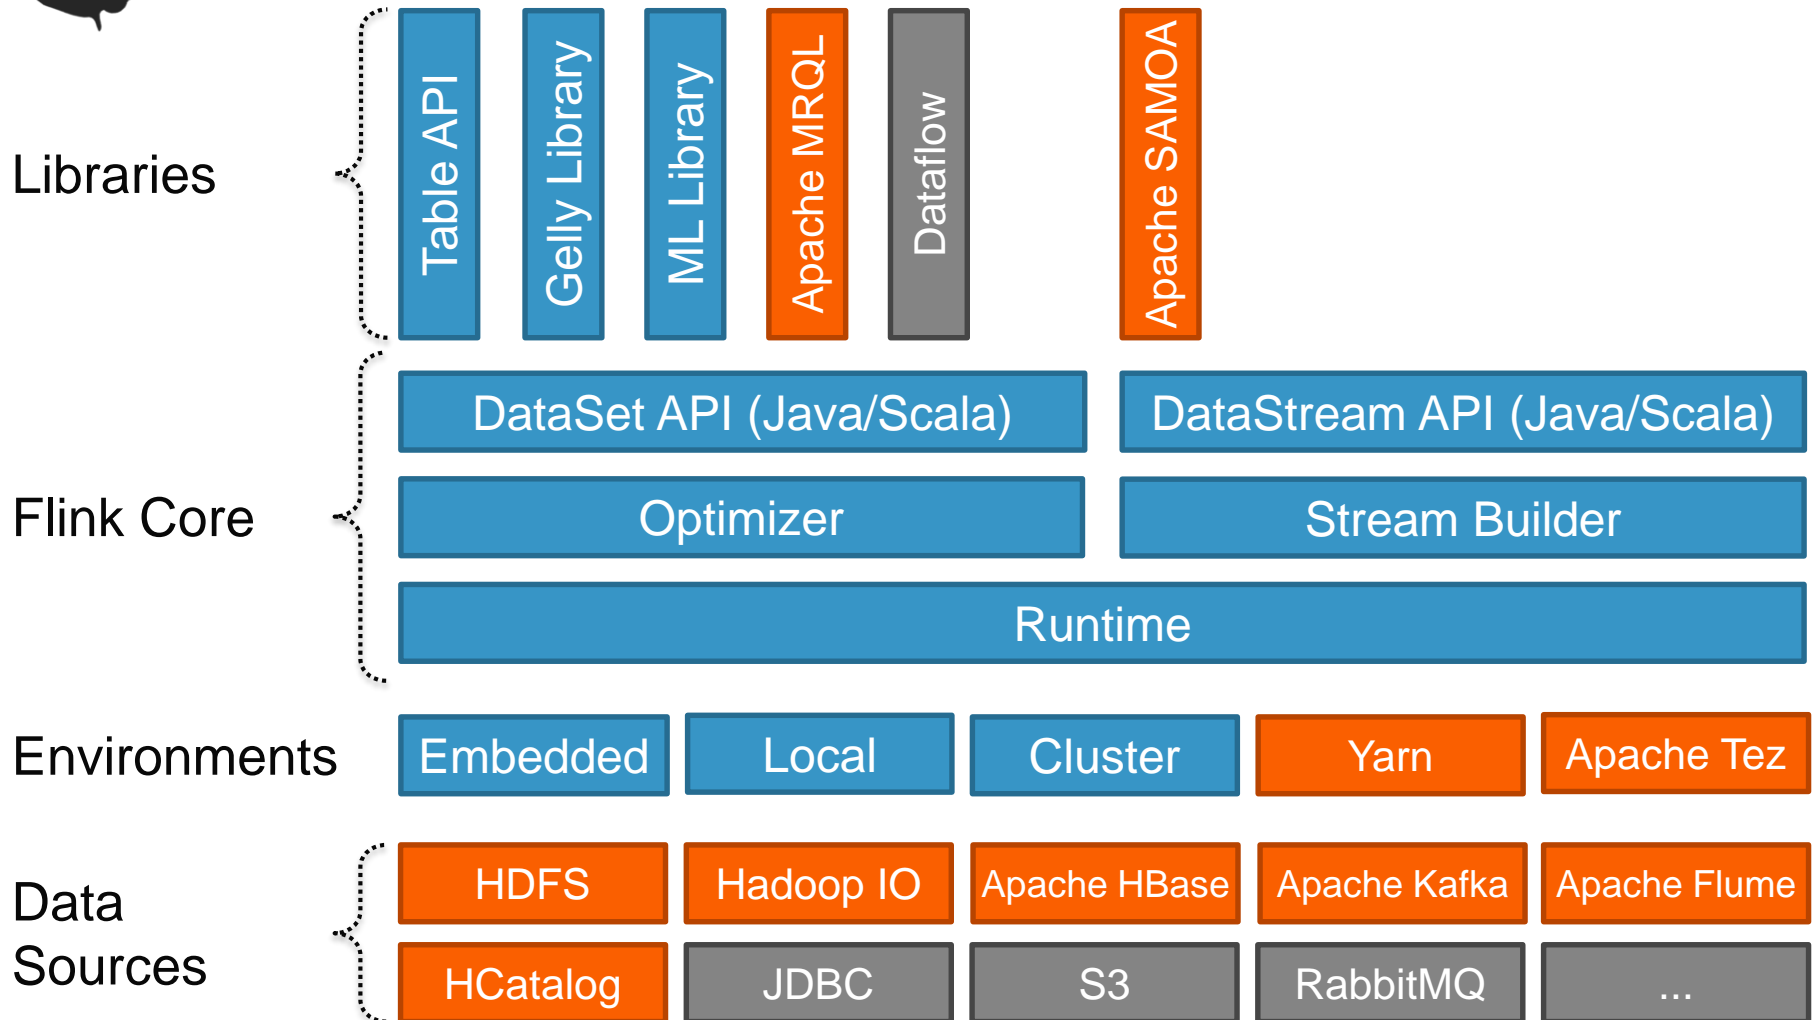 Libraries
Table API
Gelly Library
ML Library
Apache MRQL
Dataflow
Apache SAMOA
Flink Core
DataSet API (Java/Scala)
DataStream API (Java/Scala)
Optimizer
Stream Builder
Runtime
Environments
Embedded
Local
Cluster
Yarn
Apache Tez
Data
Sources
HDFS
Hadoop IO
Apache HBase
Apache Kafka
Apache Flume
HCatalog
JDBC
S3
RabbitMQ
...